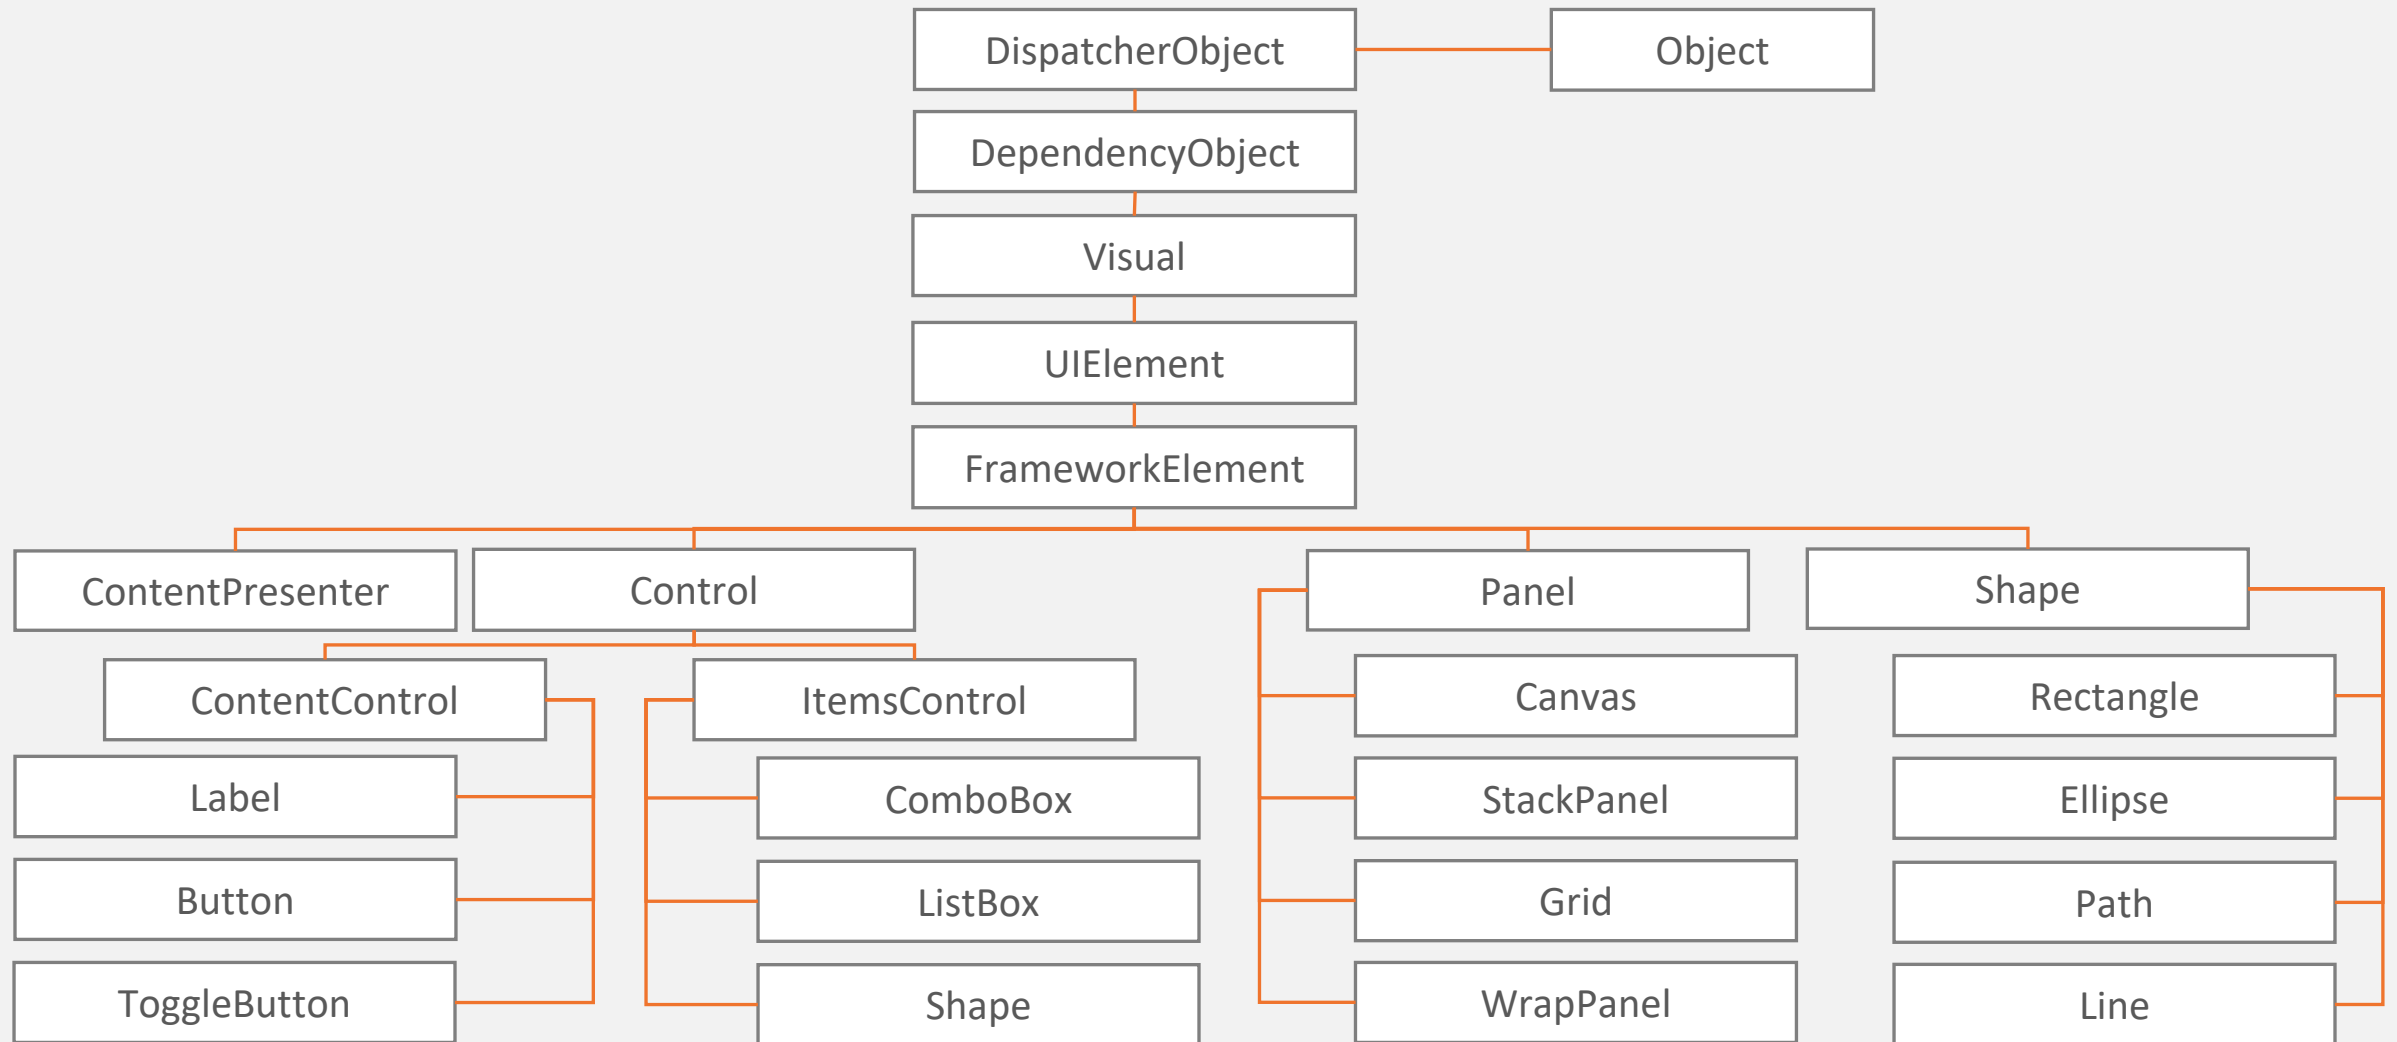 DispatcherObject
Object
DependencyObject
Visual
UIElement
FrameworkElement
ContentPresenter
Control
Panel
Shape
ContentControl
ItemsControl
Canvas
Rectangle
Label
ComboBox
StackPanel
Ellipse
Button
ListBox
Grid
Path
ToggleButton
Shape
WrapPanel
Line